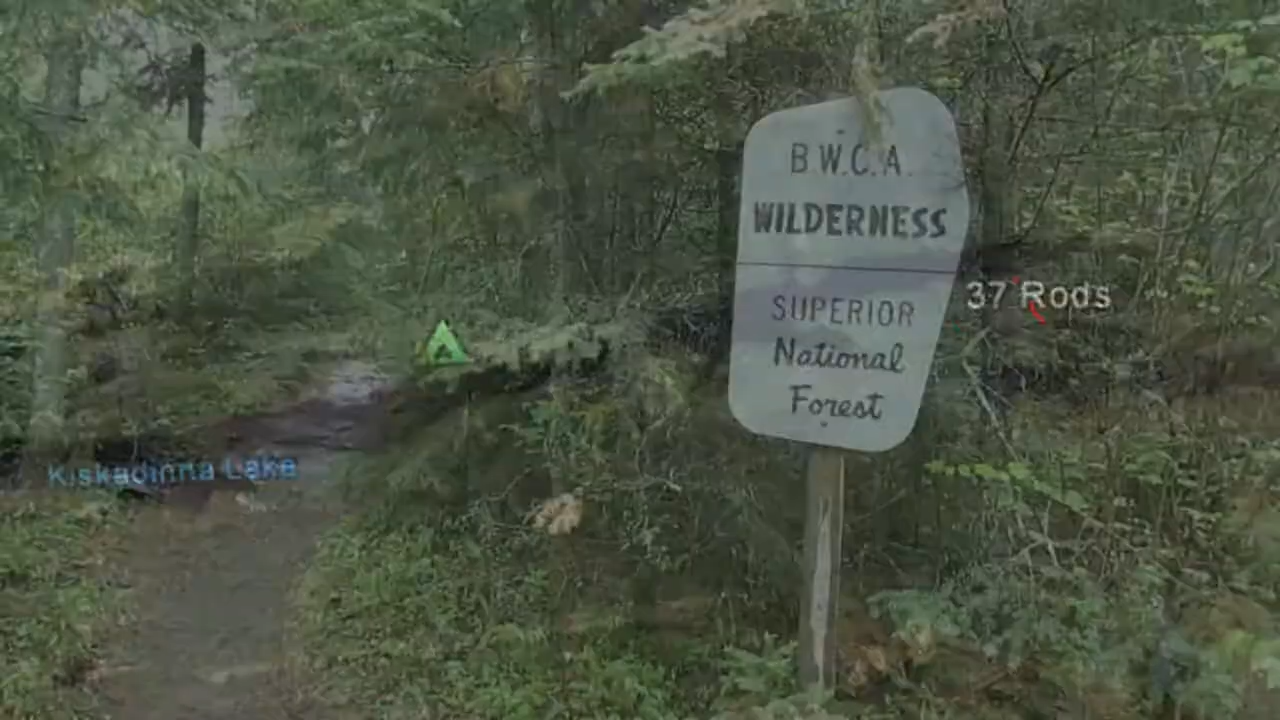 B.W.C.A.
WILDERNESS
SUPERIOR
National
Forest
37 Rods
Kiskadinna Lake